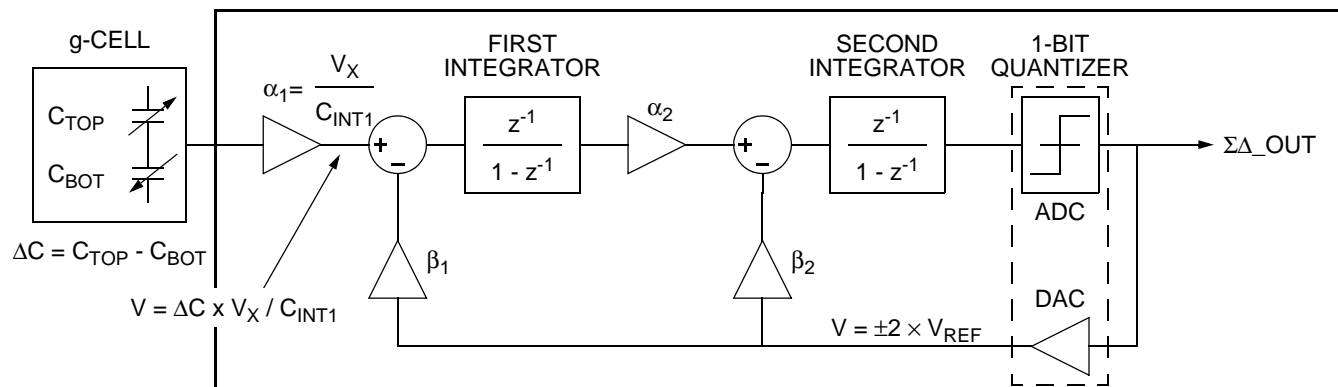 g-CELL
C_TOP
C_BOT
ΔC = C_TOP - C_BOT
α₁= V_X / C_INT1
V = ΔC x V_X / C_INT1
+
-
β₁
FIRST
INTEGRATOR
z⁻¹
1 - z⁻¹
α₂
+
-
β₂
SECOND
INTEGRATOR
z⁻¹
1 - z⁻¹
1-BIT
QUANTIZER
ADC
DAC
V = ±2 × V_REF
ΣΔ_OUT